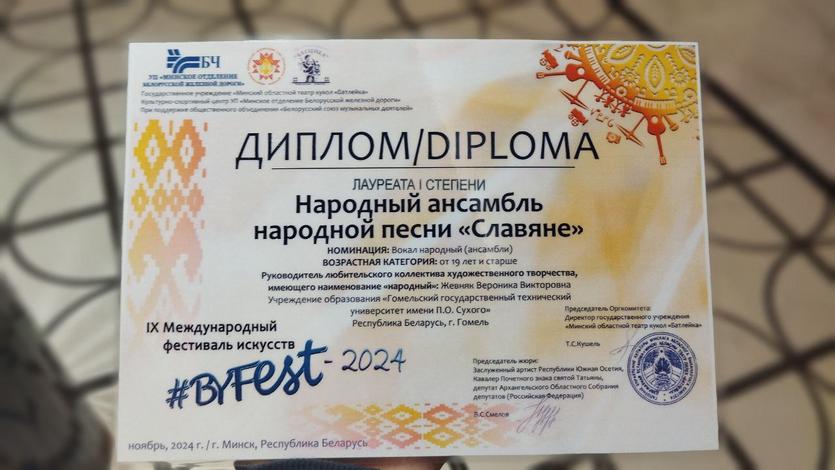 БЧ
УП «МИНСКОЕ ОТДЕЛЕНИЕ
БЕЛОРУССКОЙ ЖЕЛЕЗНОЙ ДОРОГИ»
"БАТЛЕЙКА"
Государственное учреждение «Минский областной театр кукол «Батлейка»
Культурно-спортивный центр УП «Минское отделение Белорусской железной дороги»
При поддержке общественного объединения «Белорусский союз музыкальных деятелей»
ДИПЛОМ/DIPLOMA
ЛАУРЕАТА I СТЕПЕНИ
Народный ансамбль
народной песни «Славяне»
НОМИНАЦИЯ: Вокал народный (ансамбли)
ВОЗРАСТНАЯ КАТЕГОРИЯ: от 19 лет и старше
Руководитель любительского коллектива художественного творчества,
имеющего наименование «народный»: Жевняк Вероника Викторовна
Учреждение образования «Гомельский государственный технический
университет имени П.О. Сухого»
Республика Беларусь, г. Гомель
IX Международный
фестиваль искусств
#BYFest-2024
Председатель Оргкомитета:
Директор государственного учреждения
«Минский областной театр кукол «Батлейка»
Т.С.Кушель
Председатель жюри:
Заслуженный артист Республики Южная Осетия,
Кавалер Почетного знака святой Татьяны,
депутат Архангельского Областного Собрания
депутатов (Российская Федерация)
В.С.Смелов
ноябрь, 2024 г. / г. Минск, Республика Беларусь